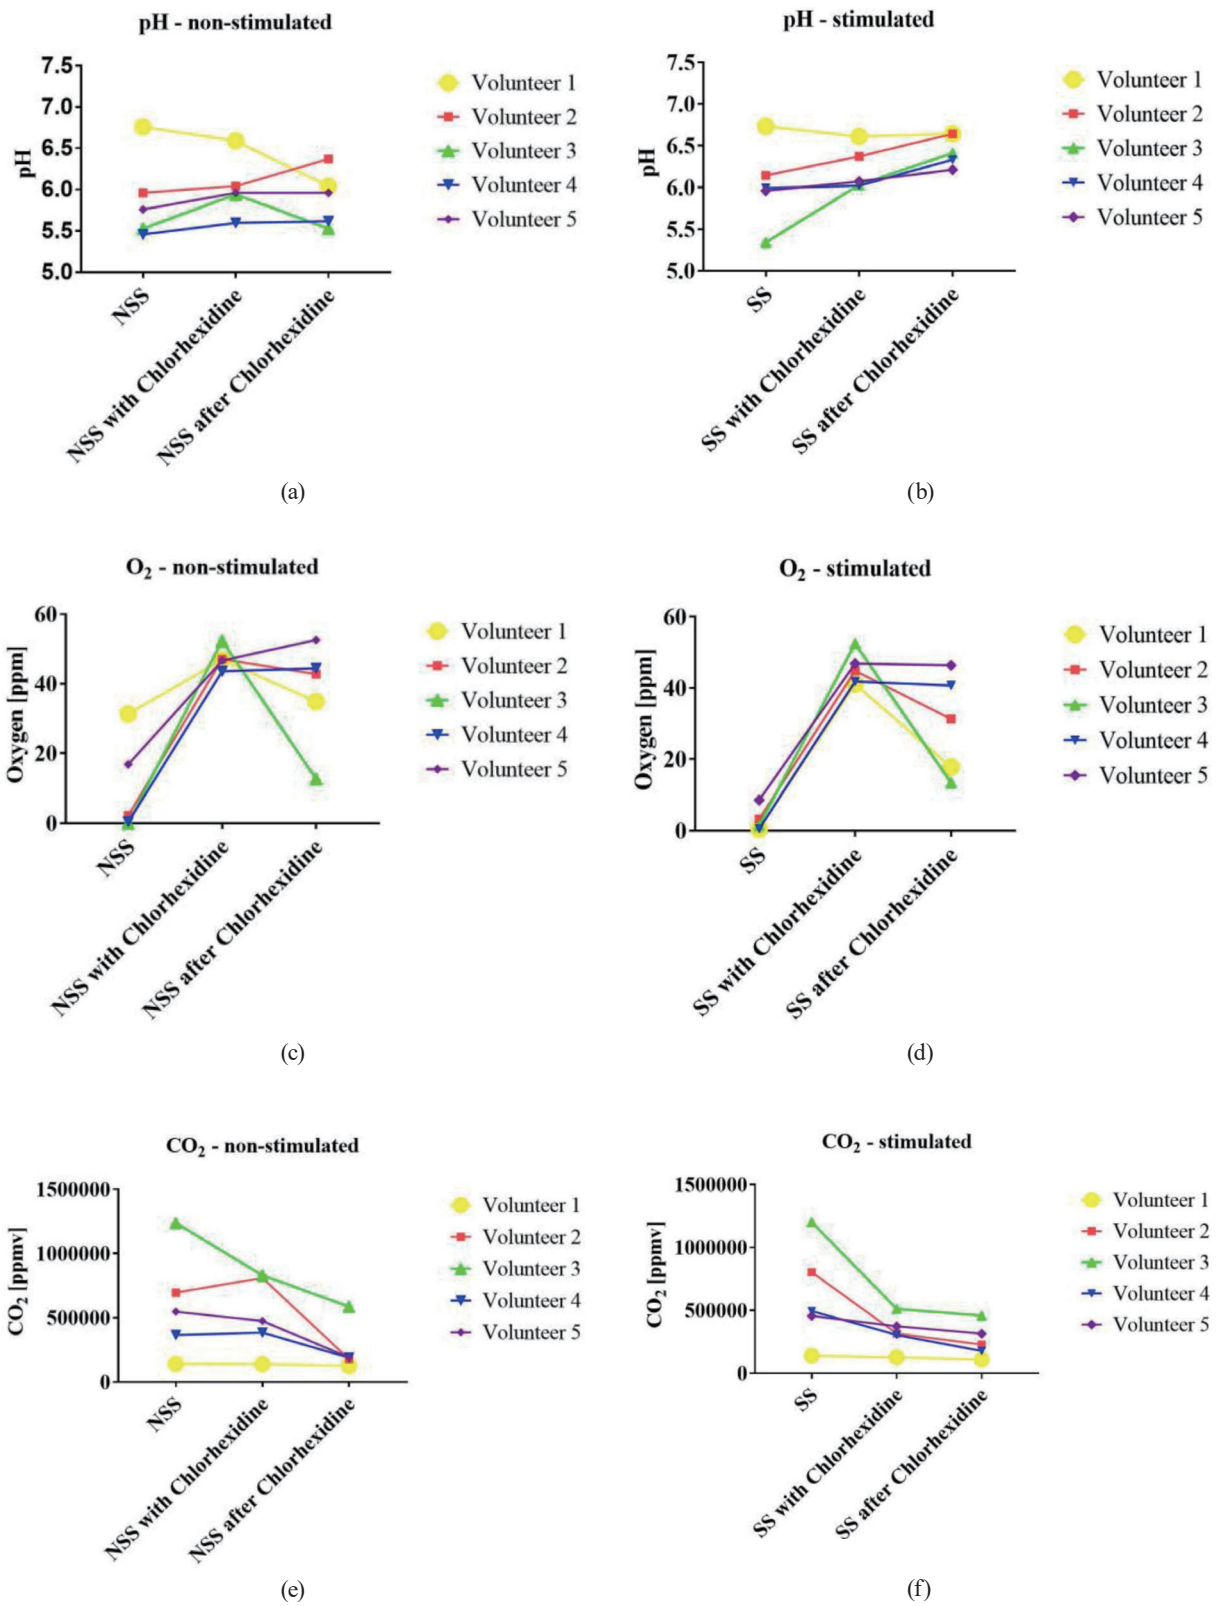 pH - non-stimulated
pH
7.5
7.0
6.5
6.0
5.5
5.0
NSS
NSS with Chlorhexidine
NSS after Chlorhexidine
Volunteer 1
Volunteer 2
Volunteer 3
Volunteer 4
Volunteer 5
(a)
pH - stimulated
pH
7.5
7.0
6.5
6.0
5.5
5.0
SS
SS with Chlorhexidine
SS after Chlorhexidine
Volunteer 1
Volunteer 2
Volunteer 3
Volunteer 4
Volunteer 5
(b)
O₂ - non-stimulated
Oxygen [ppm]
60
40
20
0
NSS
NSS with Chlorhexidine
NSS after Chlorhexidine
Volunteer 1
Volunteer 2
Volunteer 3
Volunteer 4
Volunteer 5
(c)
O₂ - stimulated
Oxygen [ppm]
60
40
20
0
SS
SS with Chlorhexidine
SS after Chlorhexidine
Volunteer 1
Volunteer 2
Volunteer 3
Volunteer 4
Volunteer 5
(d)
CO₂ - non-stimulated
CO₂ [ppmv]
1500000
1000000
500000
0
NSS
NSS with Chlorhexidine
NSS after Chlorhexidine
Volunteer 1
Volunteer 2
Volunteer 3
Volunteer 4
Volunteer 5
(e)
CO₂ - stimulated
CO₂ [ppmv]
1500000
1000000
500000
0
SS
SS with Chlorhexidine
SS after Chlorhexidine
Volunteer 1
Volunteer 2
Volunteer 3
Volunteer 4
Volunteer 5
(f)